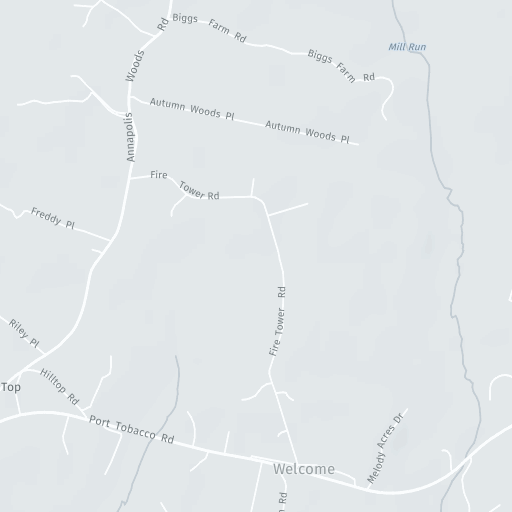 Biggs Farm Rd
Biggs Farm Rd
Mill Run
Annapolis Woods Rd
Autumn Woods Pl
Autumn Woods Pl
Fire Tower Rd
Freddy Pl
Fire Tower Rd
Riley Pl
Hilltop Rd
Top
Port Tobacco Rd
Melody Acres Dr
Welcome
n Rd